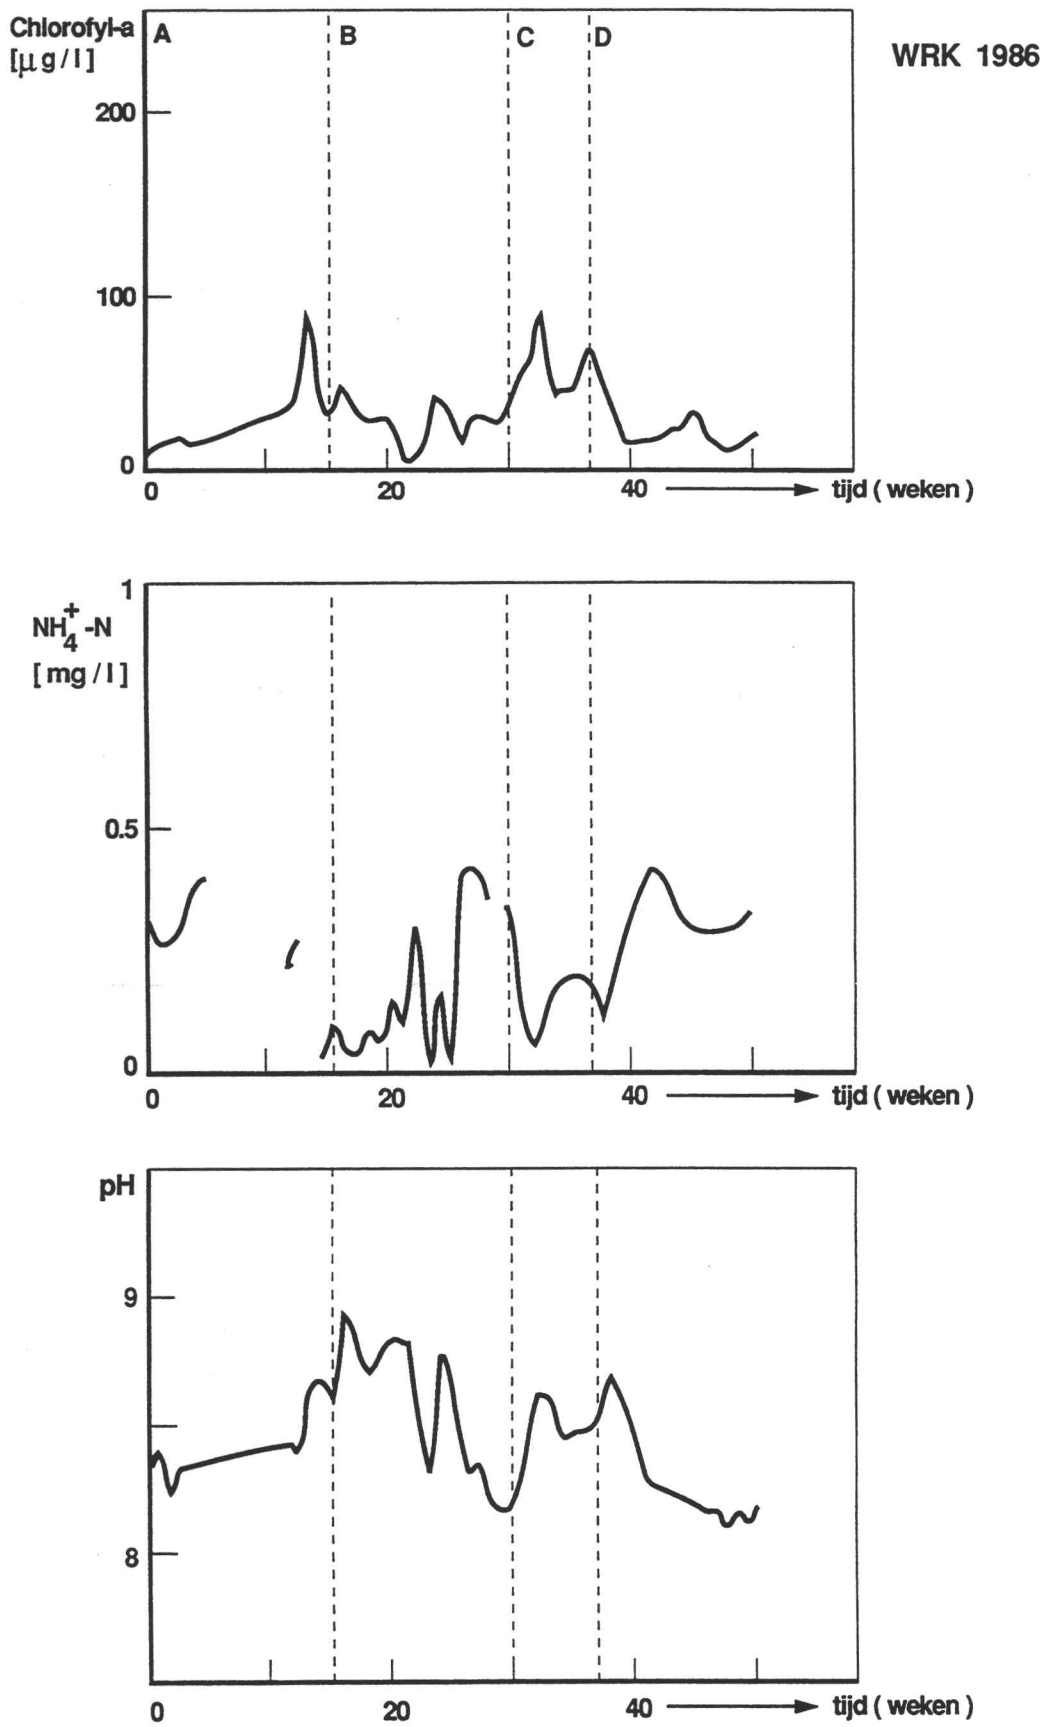 Chlorofyl-a
[μg/l]
A
B
C
D
WRK 1986
200
100
0
0
20
40
tijd ( weken )
1
NH4+-N
[ mg/l ]
0.5
0
0
20
40
tijd ( weken )
pH
9
8
0
20
40
tijd ( weken )